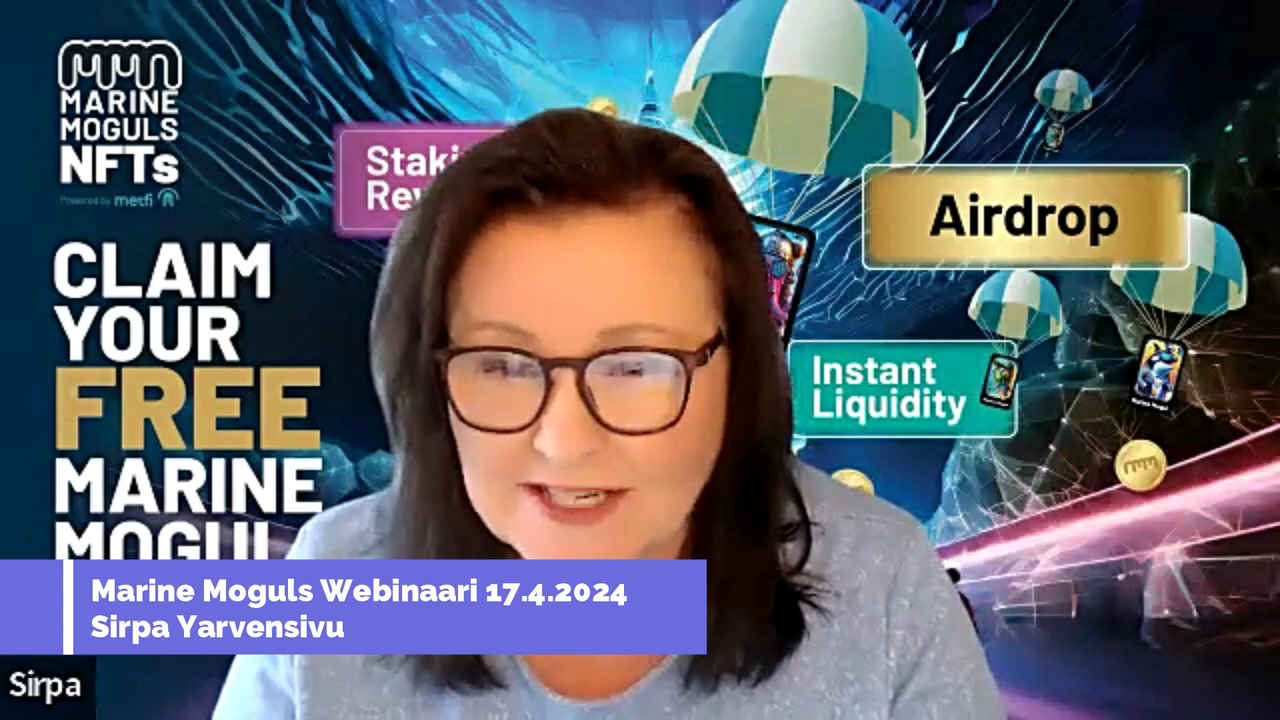 MARINE
MOGULS
NFTs
Powered by metfi
CLAIM
YOUR
FREE
MARINE
MOGUL
Airdrop
Instant
Liquidity
Marine Moguls Webinaari 17.4.2024
Sirpa Yarvensivu
Sirpa